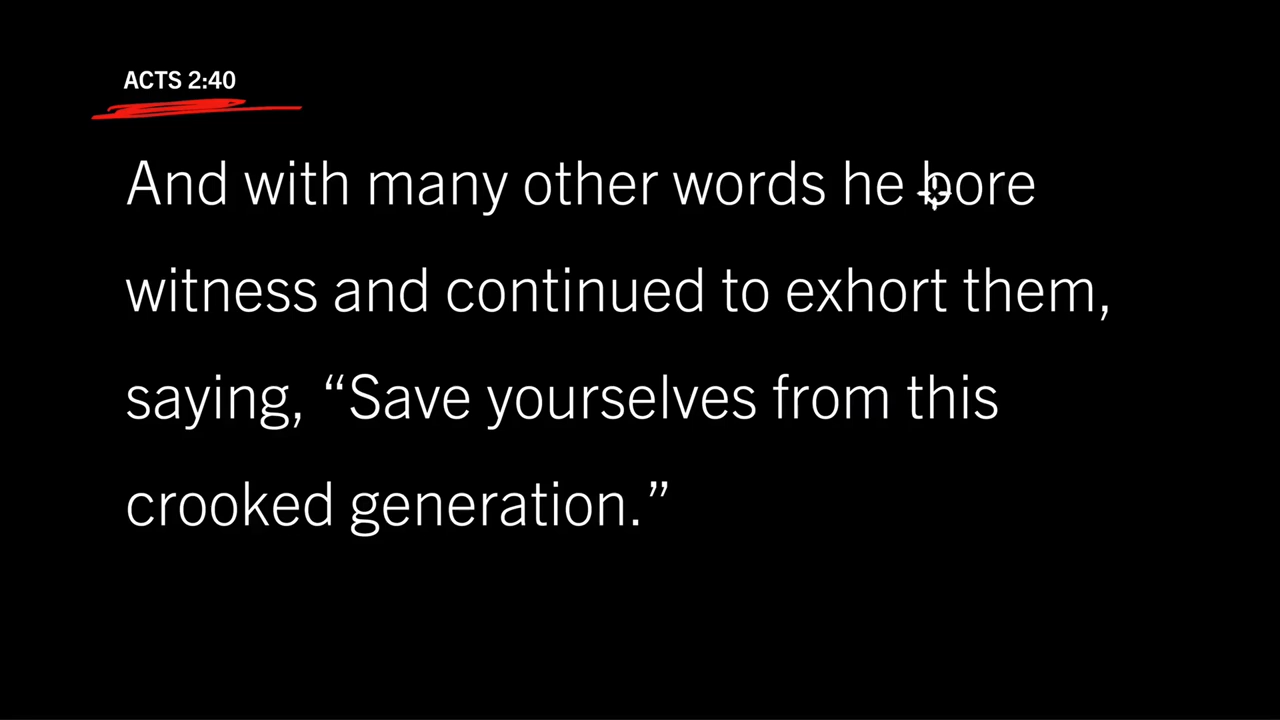 ACTS 2:40
And with many other words he bore
witness and continued to exhort them,
saying, “Save yourselves from this
crooked generation.”